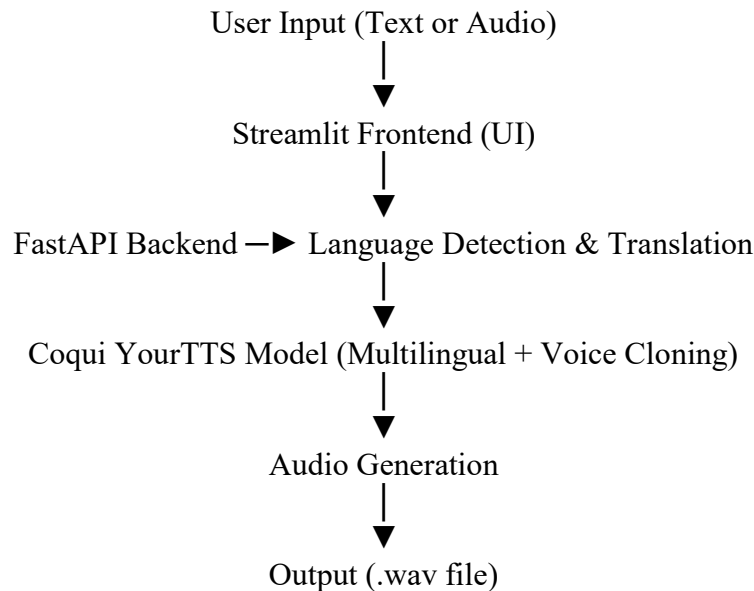 User Input (Text or Audio)
Streamlit Frontend (UI)
FastAPI Backend ─► Language Detection & Translation
Coqui YourTTS Model (Multilingual + Voice Cloning)
Audio Generation
Output (.wav file)